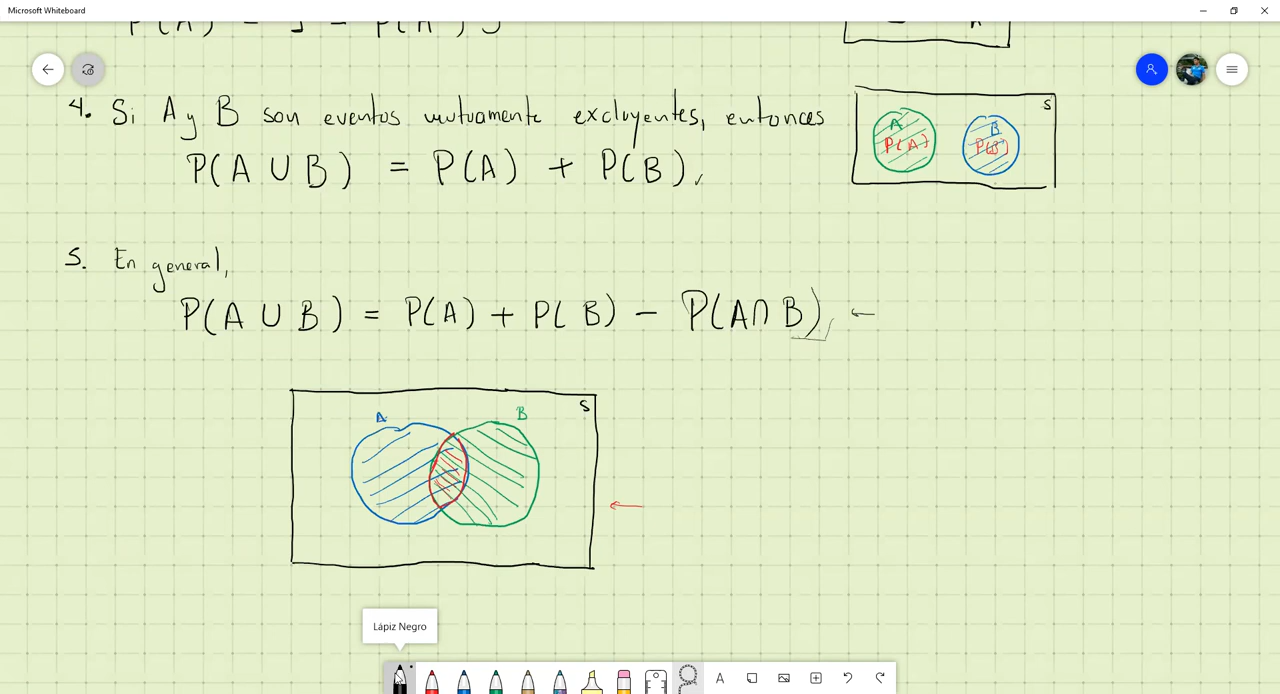 Microsoft Whiteboard
4. Si A y B son eventos mutuamente excluyentes, entonces
P(A ∪ B) = P(A) + P(B).
S
A
P(A)
B
P(B)
5. En general,
P(A ∪ B) = P(A) + P(B) − P(A∩B) ←
A
B
S
←
Lápiz Negro
A